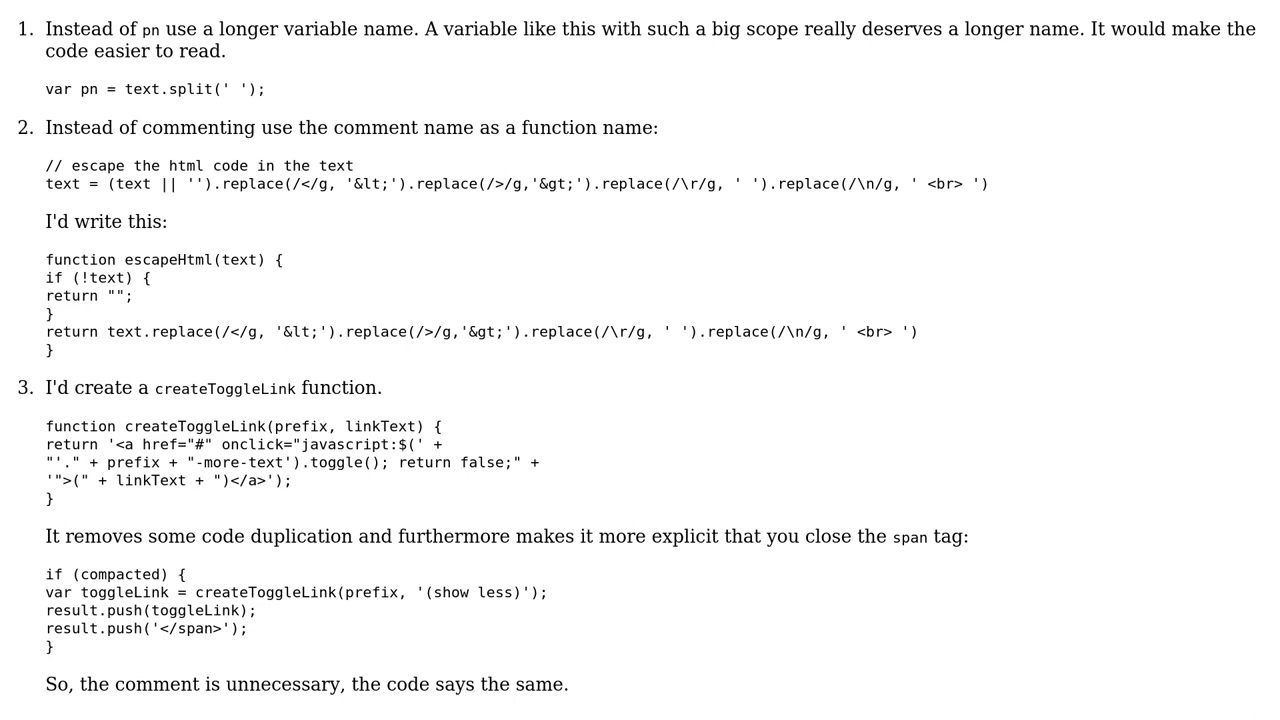 1. Instead of pn use a longer variable name. A variable like this with such a big scope really deserves a longer name. It would make the
code easier to read.
var pn = text.split(' ');
2. Instead of commenting use the comment name as a function name:
// escape the html code in the text
text = (text || '').replace(/</g, '&lt;').replace(/>/g,'&gt;').replace(/\r/g, ' ').replace(/\n/g, ' <br> ')
I'd write this:
function escapeHtml(text) {
if (!text) {
return "";
}
return text.replace(/</g, '&lt;').replace(/>/g,'&gt;').replace(/\r/g, ' ').replace(/\n/g, ' <br> ')
}
3. I'd create a createToggleLink function.
function createToggleLink(prefix, linkText) {
return '<a href="#" onclick="javascript:$(' +
"'." + prefix + "-more-text').toggle(); return false;" +
'">(" + linkText + ")</a>');
}
It removes some code duplication and furthermore makes it more explicit that you close the span tag:
if (compacted) {
var toggleLink = createToggleLink(prefix, '(show less)');
result.push(toggleLink);
result.push('</span>');
}
So, the comment is unnecessary, the code says the same.